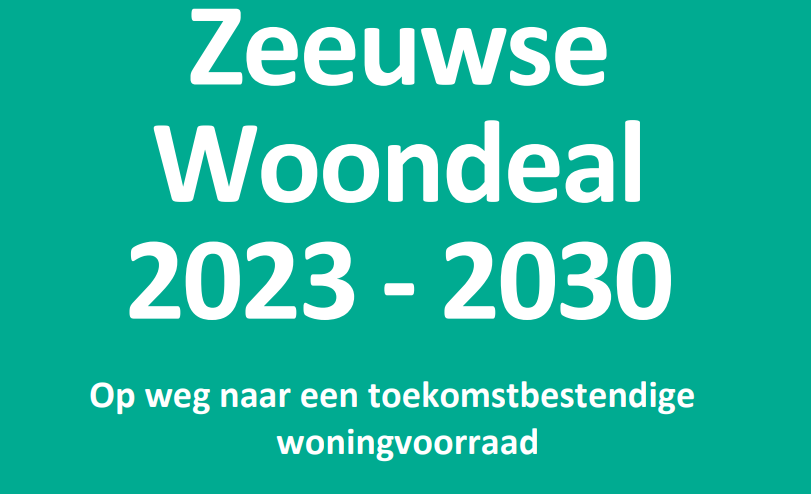 Zeeuwse
Woondeal
2023 - 2030
Op weg naar een toekomstbestendige
woningvoorraad